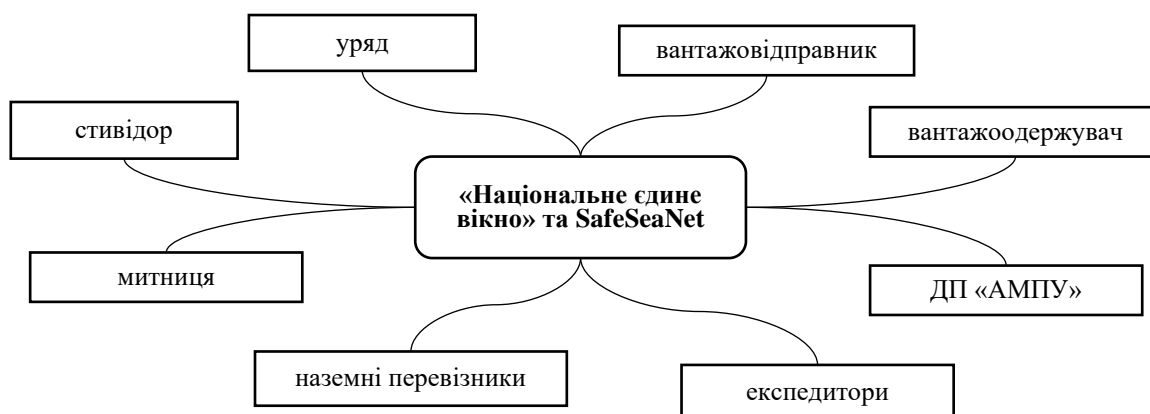 уряд
вантажовідправник
стивідор
вантажоодержувач
«Національне єдине
вікно» та SafeSeaNet
митниця
ДП «АМПУ»
наземні перевізники
експедитори